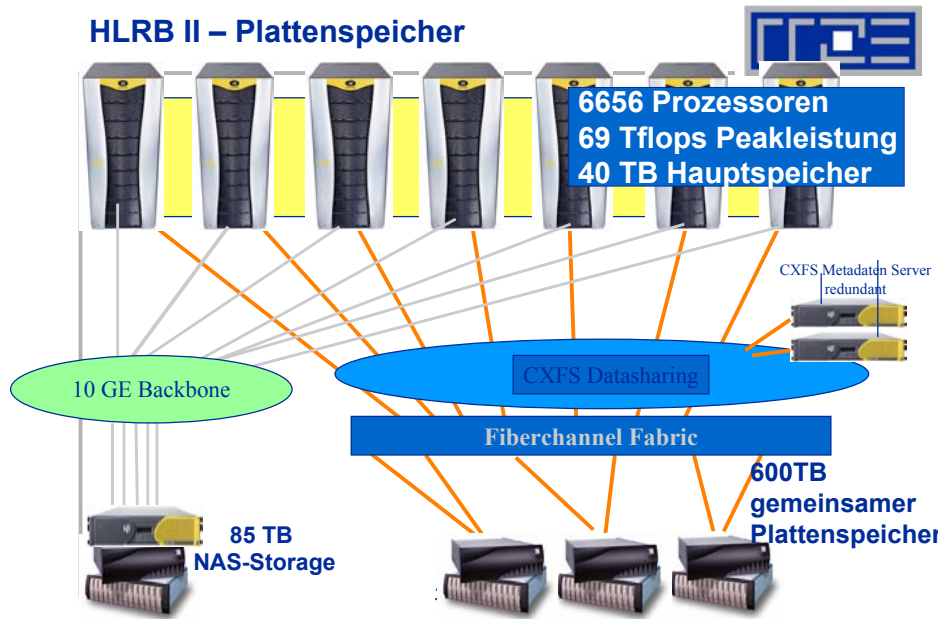 HLRB II – Plattenspeicher
6656 Prozessoren
69 Tflops Peakleistung
40 TB Hauptspeicher
CXFS Metadaten Server
redundant
10 GE Backbone
CXFS Datasharing
Fiberchannel Fabric
600TB
gemeinsamer
Plattenspeicher
85 TB
NAS-Storage